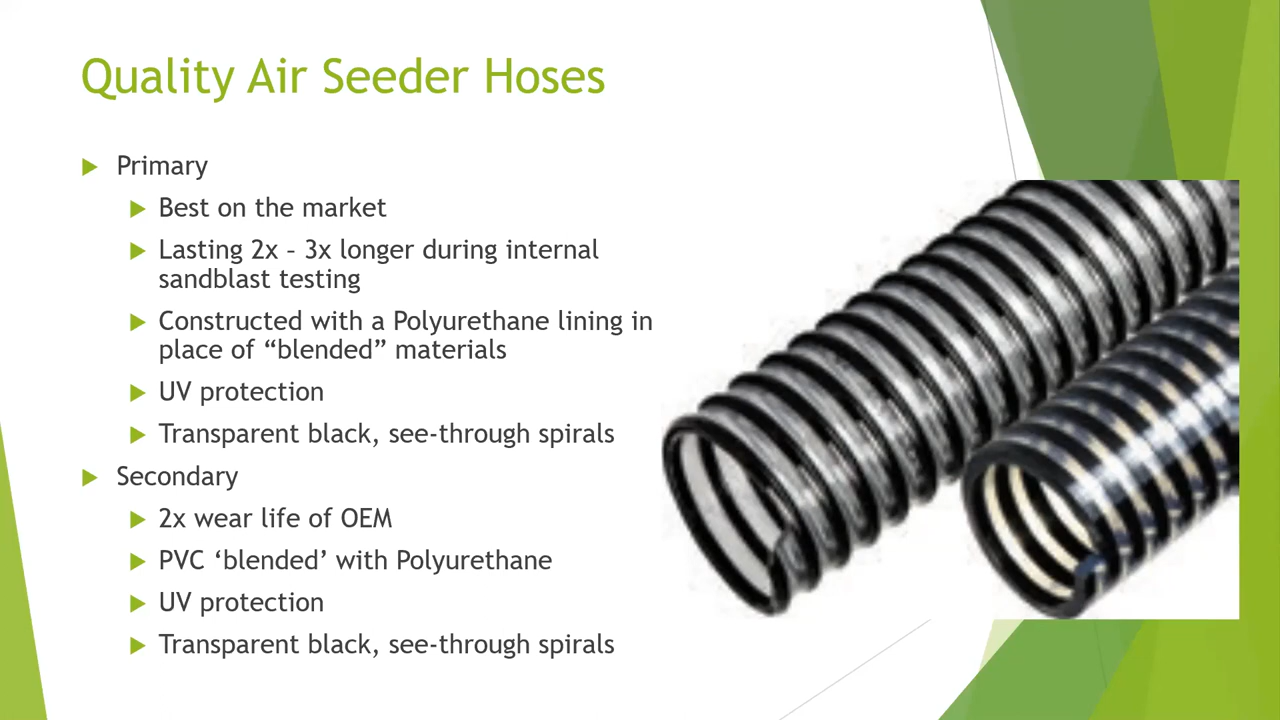 Quality Air Seeder Hoses
Primary
Best on the market
Lasting 2x – 3x longer during internal
sandblast testing
Constructed with a Polyurethane lining in
place of “blended” materials
UV protection
Transparent black, see-through spirals
Secondary
2x wear life of OEM
PVC ‘blended’ with Polyurethane
UV protection
Transparent black, see-through spirals